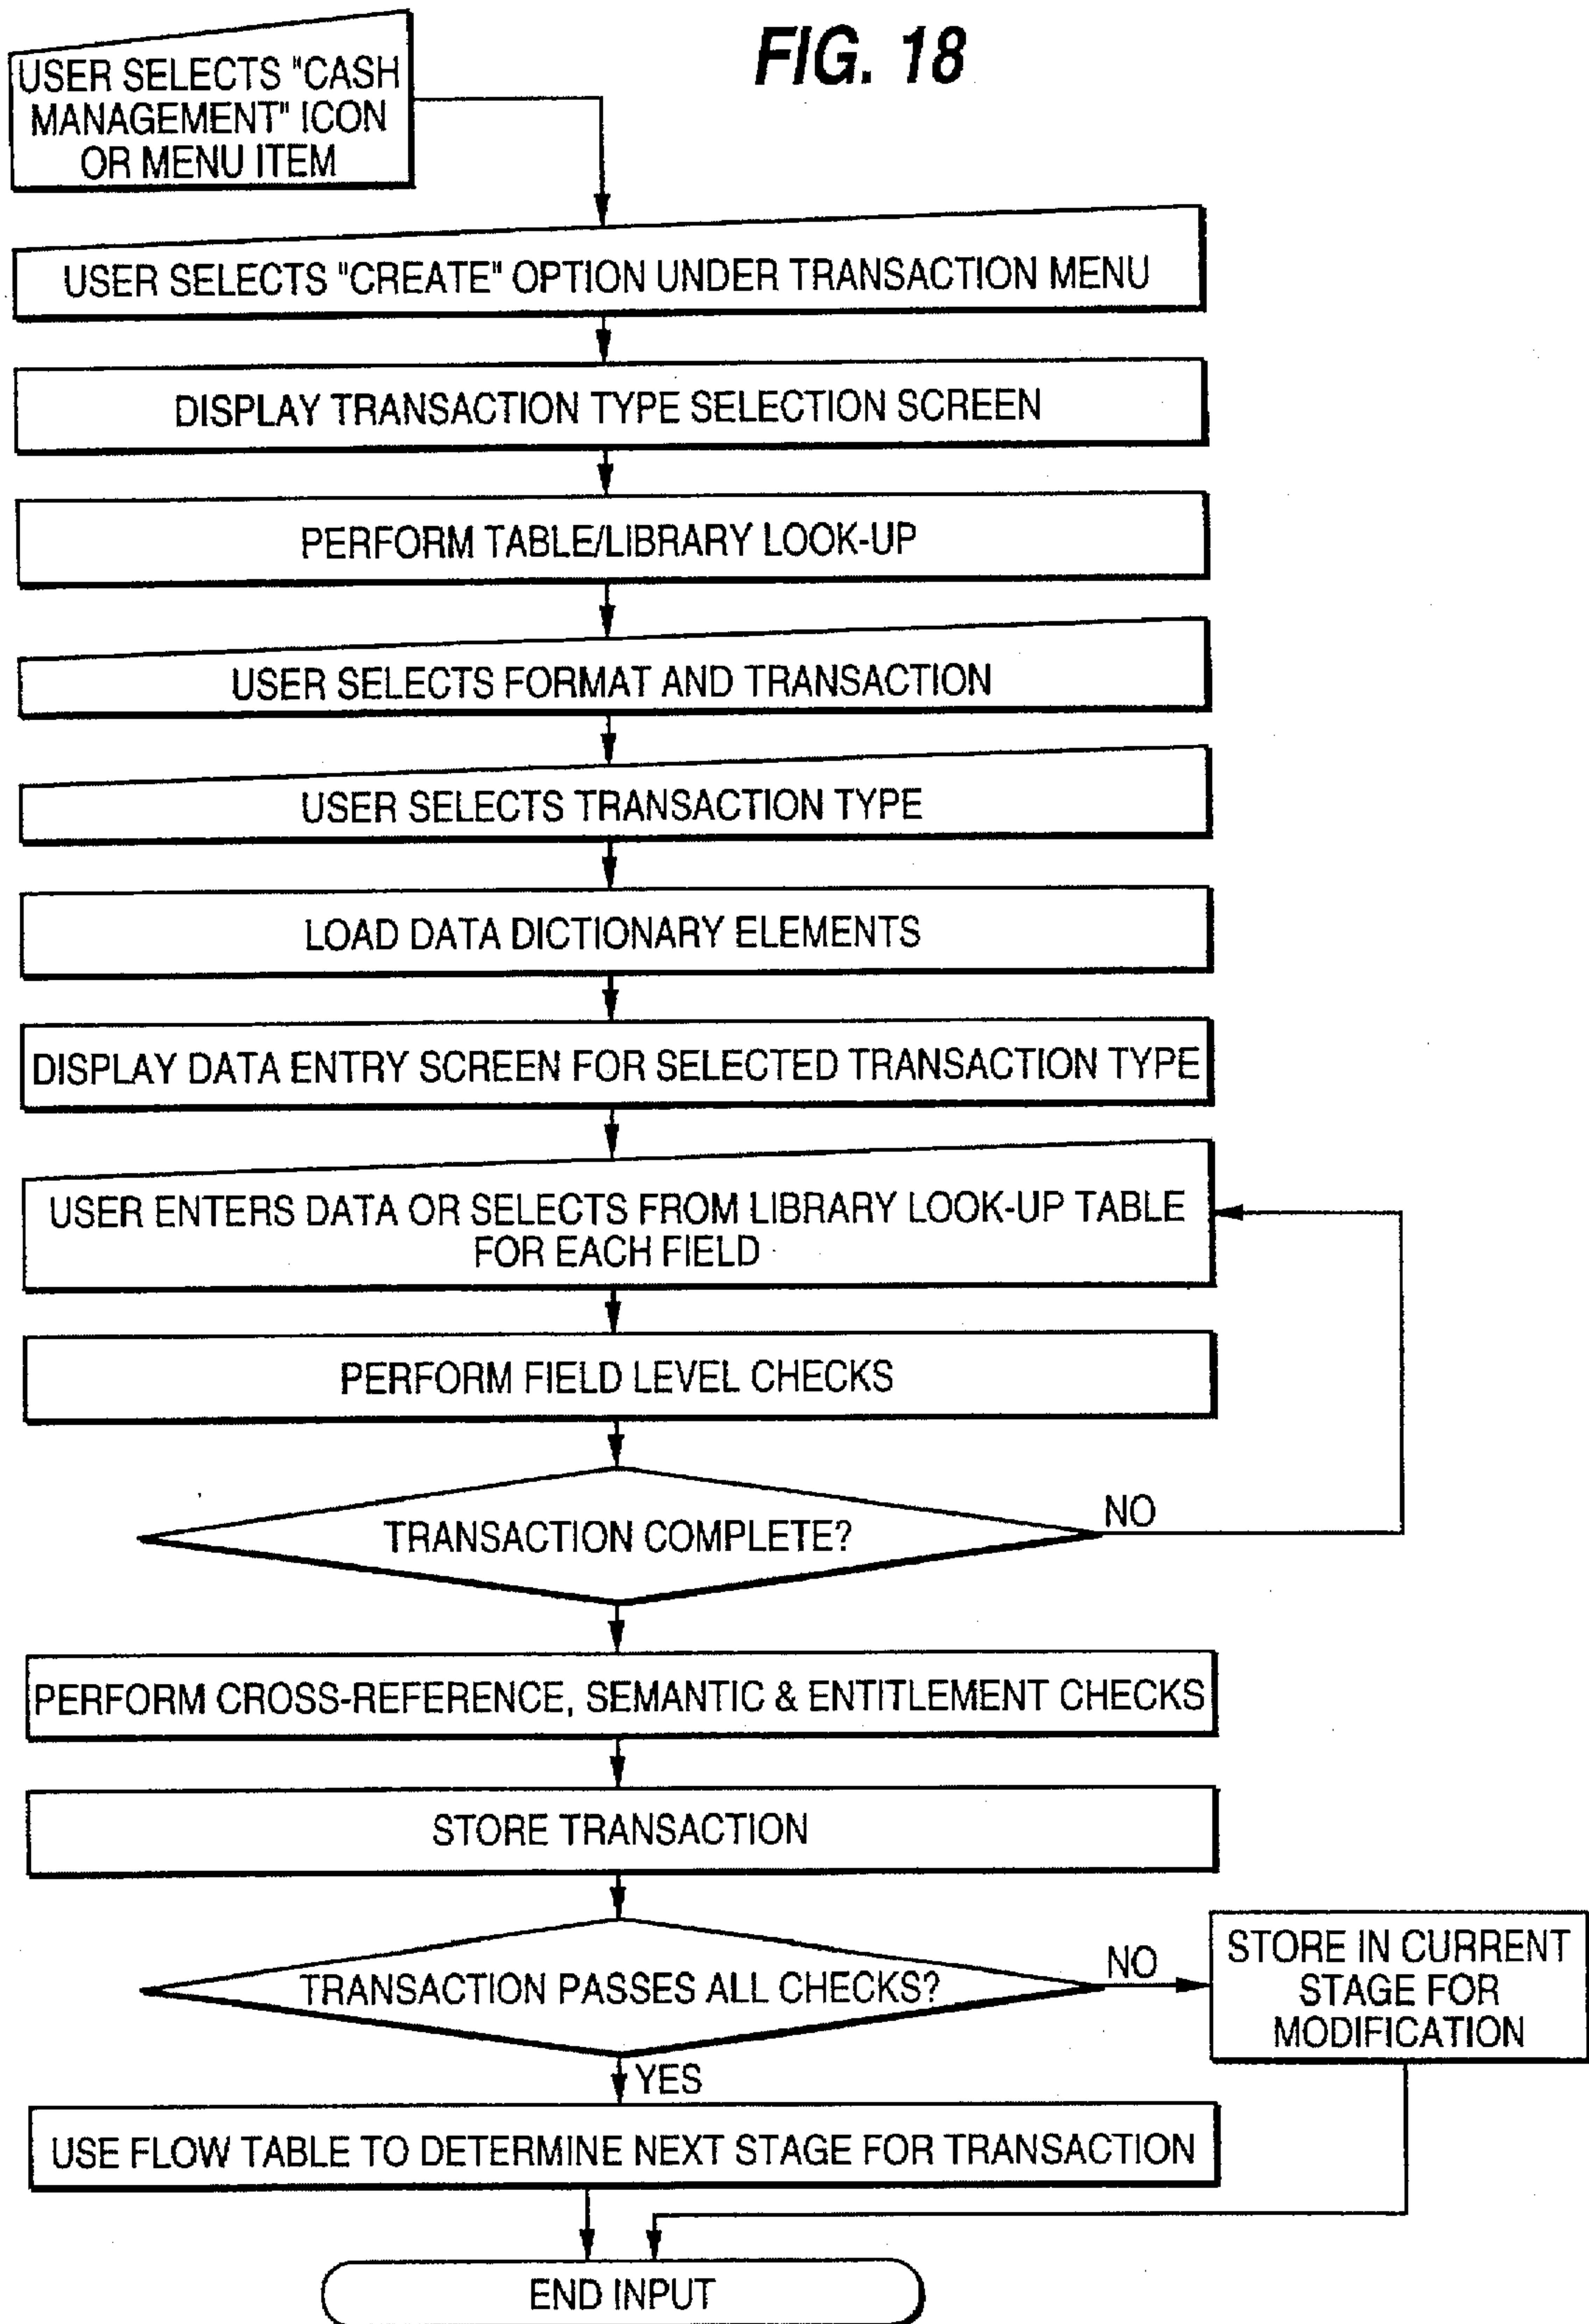 FIG. 18
USER SELECTS "CASH
MANAGEMENT" ICON
OR MENU ITEM
USER SELECTS "CREATE" OPTION UNDER TRANSACTION MENU
DISPLAY TRANSACTION TYPE SELECTION SCREEN
PERFORM TABLE/LIBRARY LOOK-UP
USER SELECTS FORMAT AND TRANSACTION
USER SELECTS TRANSACTION TYPE
LOAD DATA DICTIONARY ELEMENTS
DISPLAY DATA ENTRY SCREEN FOR SELECTED TRANSACTION TYPE
USER ENTERS DATA OR SELECTS FROM LIBRARY LOOK-UP TABLE
FOR EACH FIELD
PERFORM FIELD LEVEL CHECKS
TRANSACTION COMPLETE?
NO
PERFORM CROSS-REFERENCE, SEMANTIC & ENTITLEMENT CHECKS
STORE TRANSACTION
TRANSACTION PASSES ALL CHECKS?
NO
STORE IN CURRENT
STAGE FOR
MODIFICATION
YES
USE FLOW TABLE TO DETERMINE NEXT STAGE FOR TRANSACTION
END INPUT